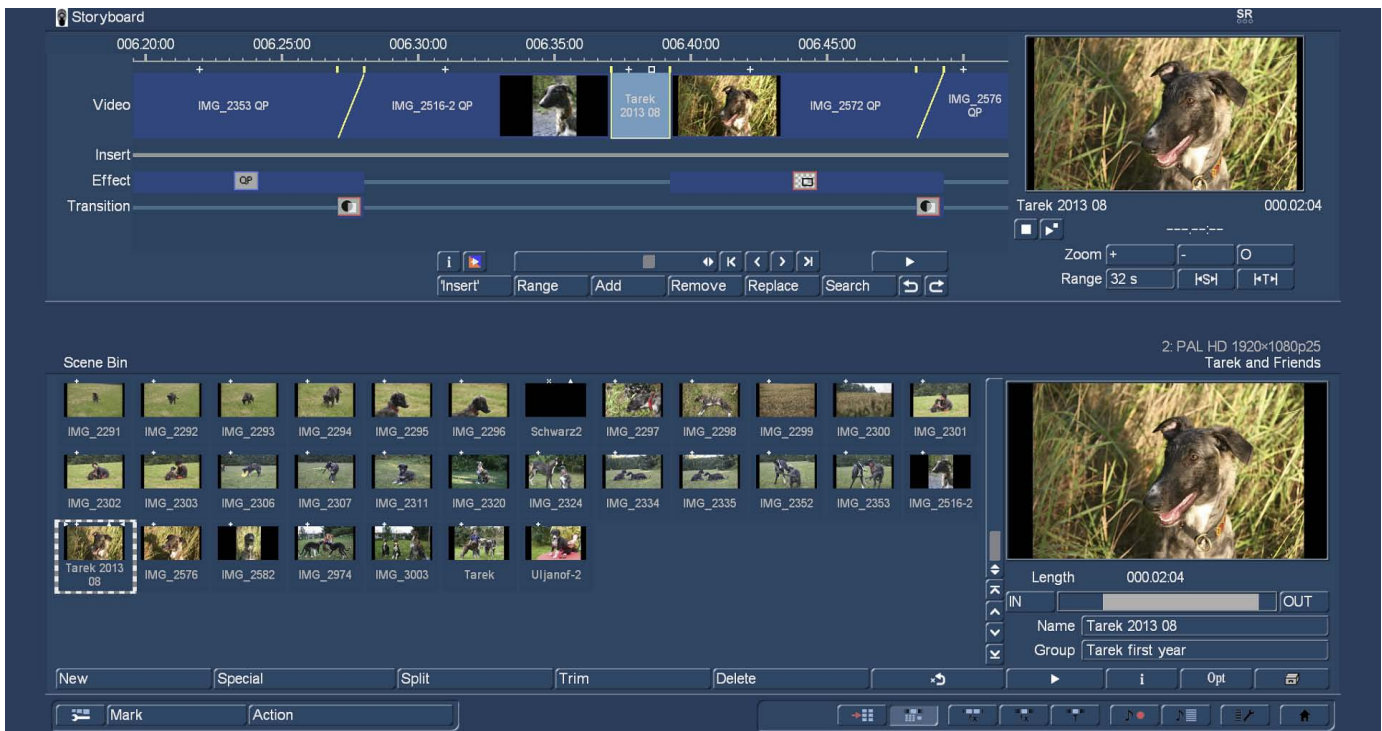 Storyboard
SR
006.20:00 006.25:00 006.30:00 006.35:00 006.40:00 006.45:00
Video
IMG_2353 QP
IMG_2516-2 QP
Tarek
2013 08
IMG_2572 QP
IMG_2576
QP
Insert
Effect
QP
Transition
Tarek 2013 08 000.02:04
---.--:--
Zoom + - O
Range 32 s S T
i
'Insert' Range Add Remove Replace Search
2: PAL HD 1920×1080p25
Scene Bin
Tarek and Friends
IMG_2291 IMG_2292 IMG_2293 IMG_2294 IMG_2295 IMG_2296 Schwarz2 IMG_2297 IMG_2298 IMG_2299 IMG_2300 IMG_2301
IMG_2302 IMG_2303 IMG_2306 IMG_2307 IMG_2311 IMG_2320 IMG_2324 IMG_2334 IMG_2335 IMG_2352 IMG_2353 IMG_2516-2
Tarek 2013
08
IMG_2576 IMG_2582 IMG_2974 IMG_3003 Tarek Uljanof-2
Length 000.02:04
IN OUT
Name Tarek 2013 08
Group Tarek first year
New Special Split Trim Delete i Opt
Mark Action